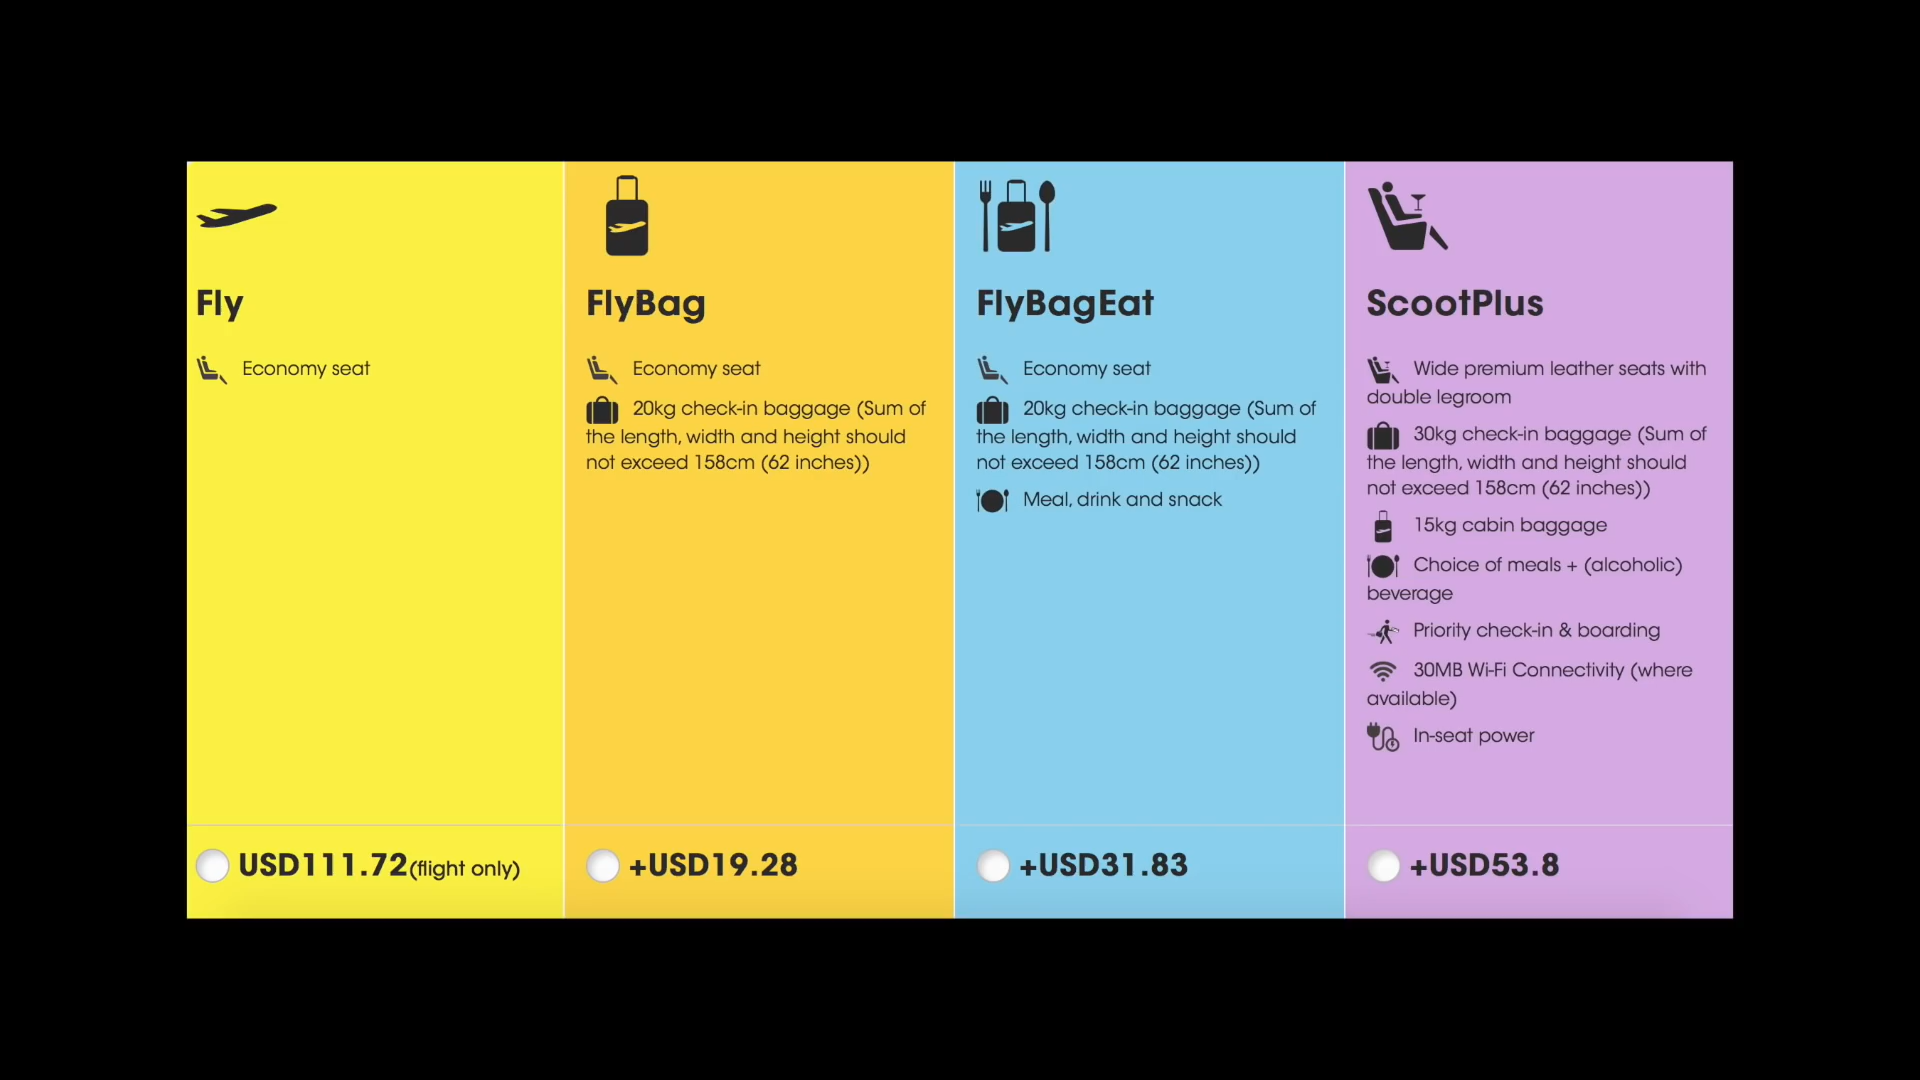 Fly
Economy seat
USD111.72(flight only)
FlyBag
Economy seat
20kg check-in baggage (Sum of
the length, width and height should
not exceed 158cm (62 inches))
+USD19.28
FlyBagEat
Economy seat
20kg check-in baggage (Sum of
the length, width and height should
not exceed 158cm (62 inches))
Meal, drink and snack
+USD31.83
ScootPlus
Wide premium leather seats with
double legroom
30kg check-in baggage (Sum of
the length, width and height should
not exceed 158cm (62 inches))
15kg cabin baggage
Choice of meals + (alcoholic)
beverage
Priority check-in & boarding
30MB Wi-Fi Connectivity (where
available)
In-seat power
+USD53.8